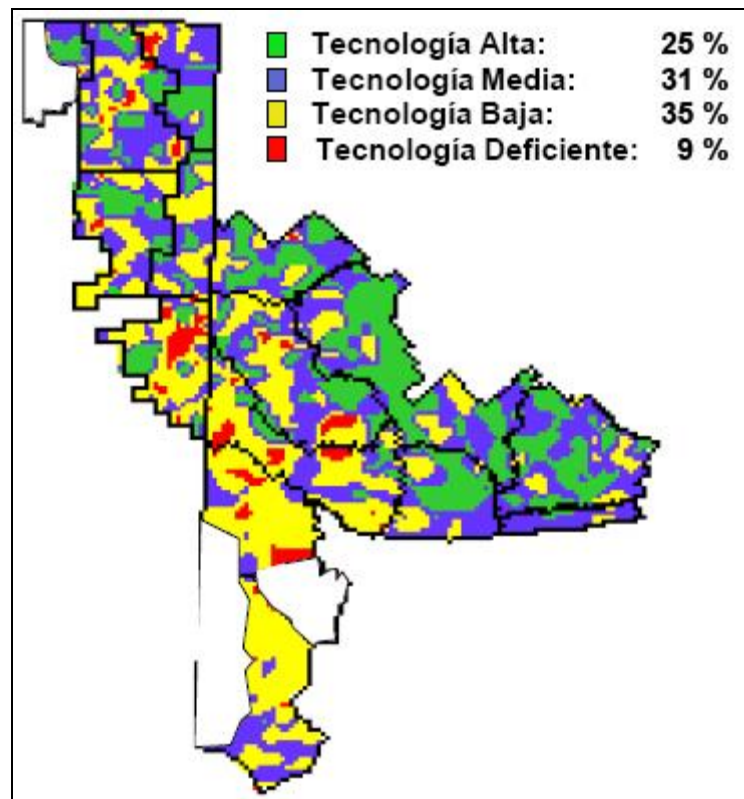 Tecnología Alta: 25 %
Tecnología Media: 31 %
Tecnología Baja: 35 %
Tecnología Deficiente: 9 %